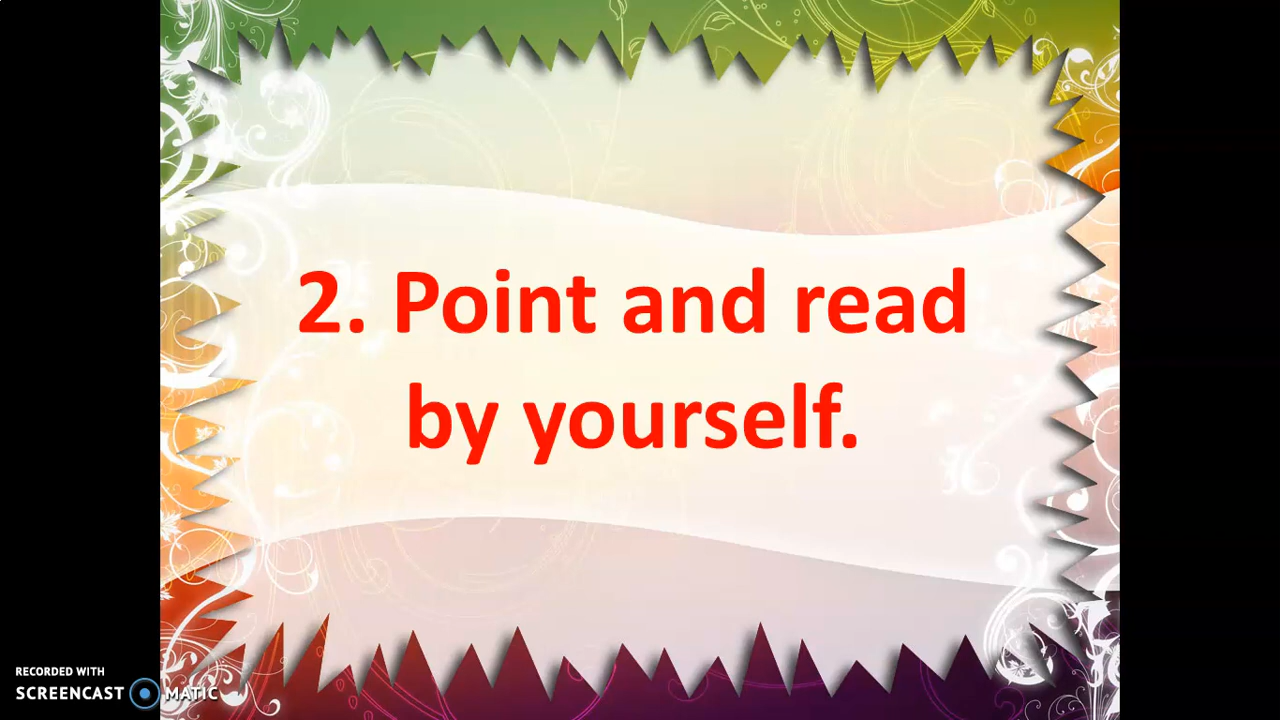 2. Point and read
by yourself.
RECORDED WITH
SCREENCAST MATIC